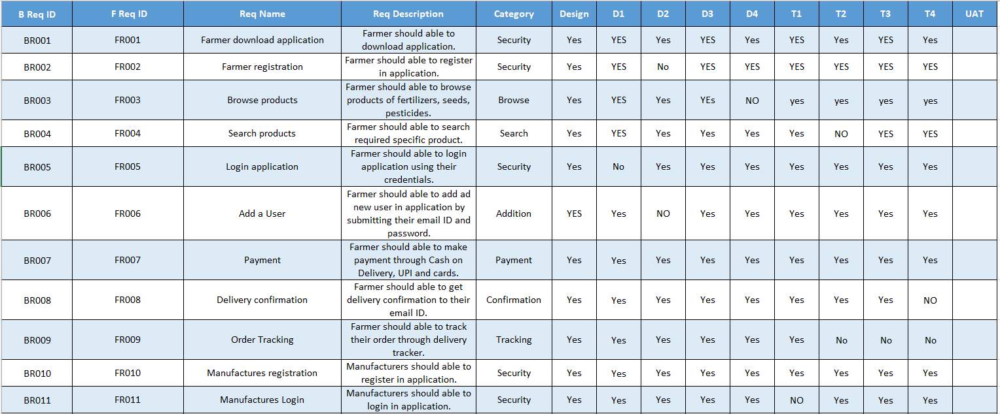 B Req ID F Req ID Req Name Req Description Category Design D1 D2 D3 D4 T1 T2 T3 T4 UAT
BR001 FR001 Farmer download application Farmer should able to download application. Security Yes YES Yes YES Yes YES Yes YES Yes
BR002 FR002 Farmer registration Farmer should able to register in application. Security Yes YES No YES YES YES YES YES YES
BR003 FR003 Browse products Farmer should able to browse products of fertilizers, seeds, pesticides. Browse Yes YES Yes YEs NO yes yes yes yes
BR004 FR004 Search products Farmer should able to search required specific product. Search Yes YES Yes Yes Yes Yes NO YES YES
BR005 FR005 Login application Farmer should able to login application using their credentials. Security Yes No Yes Yes Yes Yes Yes Yes Yes
BR006 FR006 Add a User Farmer should able to add ad new user in application by submitting their email ID and password. Addition YES Yes NO Yes Yes Yes Yes Yes Yes
BR007 FR007 Payment Farmer should able to make payment through Cash on Delivery, UPI and cards. Payment Yes Yes Yes Yes Yes Yes Yes Yes Yes
BR008 FR008 Delivery confirmation Farmer should able to get delivery confirmation to their email ID. Confirmation Yes Yes Yes Yes Yes Yes Yes Yes NO
BR009 FR009 Order Tracking Farmer should able to track their order through delivery tracker. Tracking Yes Yes Yes Yes Yes Yes No No No
BR010 FR010 Manufactures registration Manufacturers should able to register in application. Security Yes Yes Yes Yes Yes Yes Yes Yes Yes
BR011 FR011 Manufactures Login Manufacturers should able to login in application. Security Yes Yes Yes Yes Yes NO Yes Yes Yes